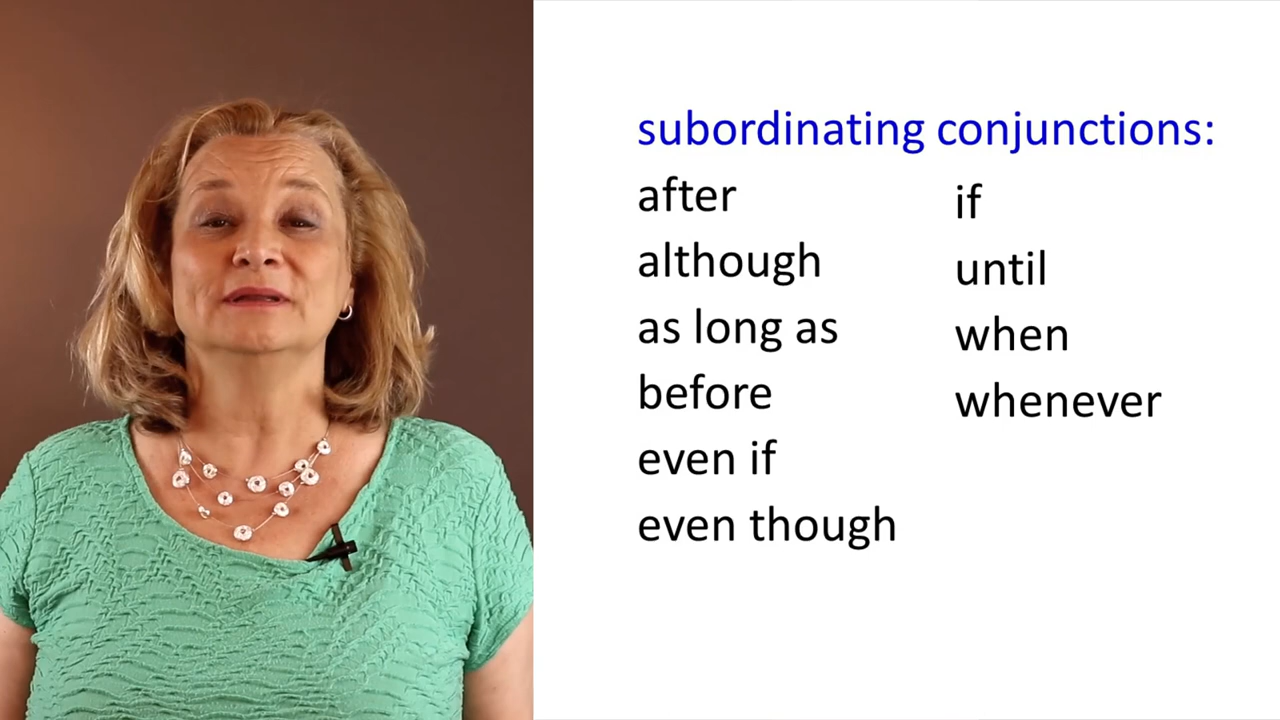 subordinating conjunctions:
after
although
as long as
before
even if
even though
if
until
when
whenever